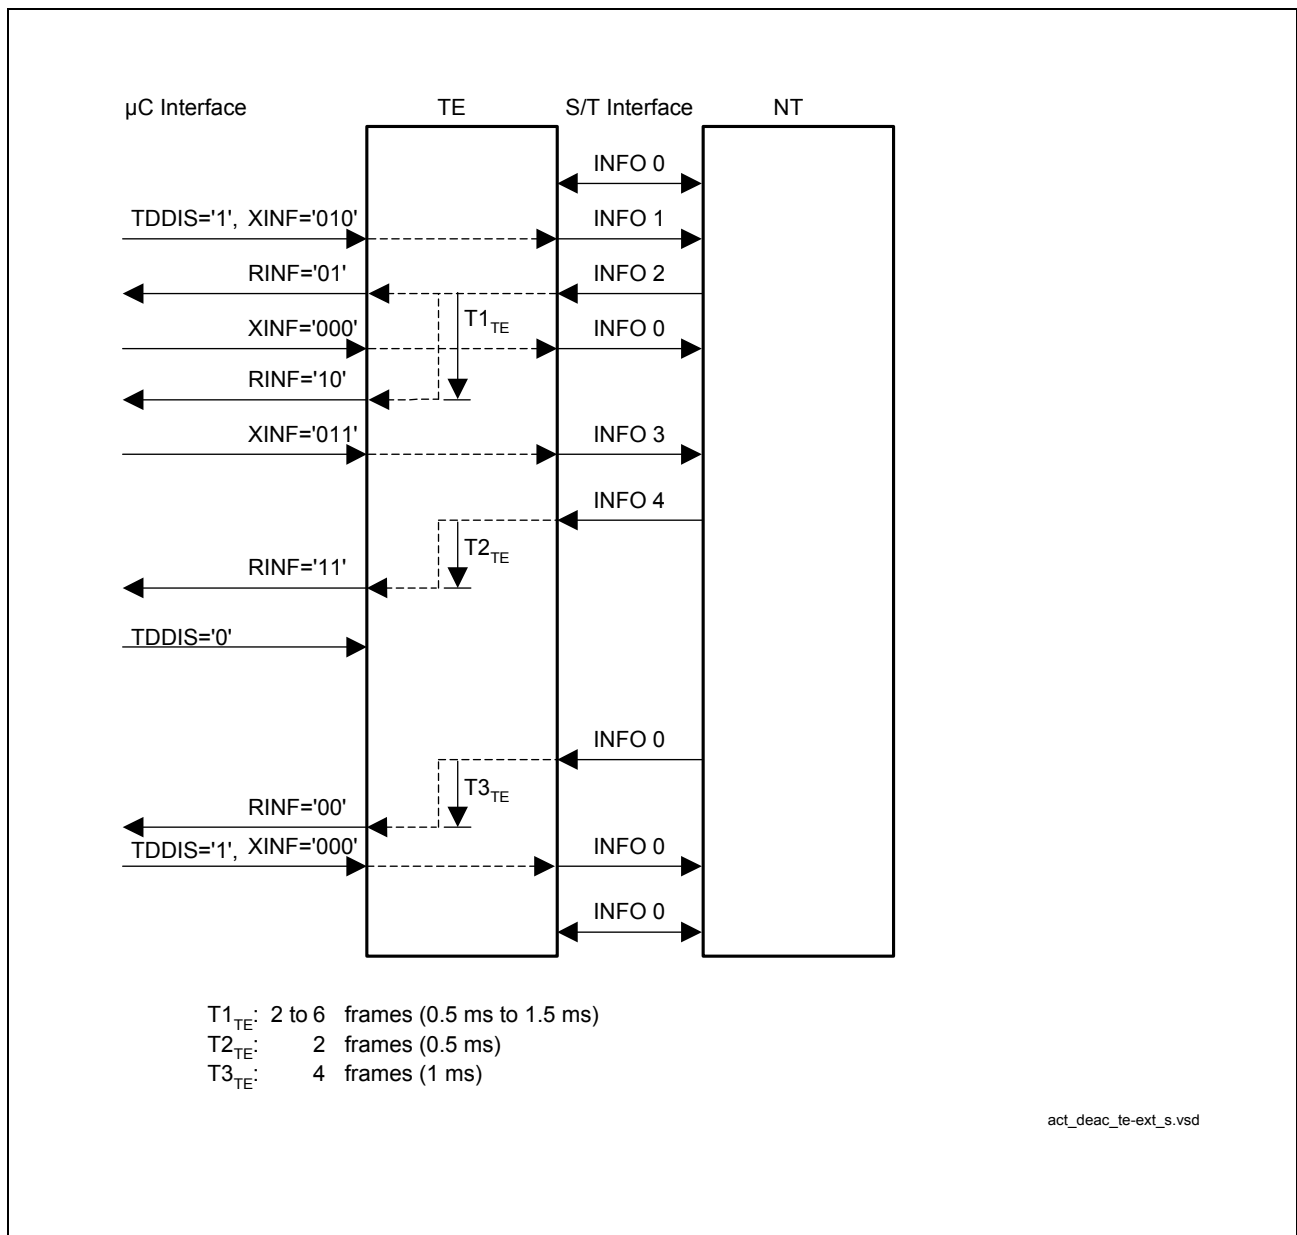 µC Interface TE S/T Interface NT
INFO 0
TDDIS='1', XINF='010' INFO 1
RINF='01' INFO 2
T1TE
XINF='000' INFO 0
RINF='10'
XINF='011' INFO 3
INFO 4
T2TE
RINF='11'
TDDIS='0'
INFO 0
T3TE
RINF='00'
TDDIS='1', XINF='000' INFO 0
INFO 0
T1TE: 2 to 6 frames (0.5 ms to 1.5 ms)
T2TE: 2 frames (0.5 ms)
T3TE: 4 frames (1 ms)
act_deac_te-ext_s.vsd